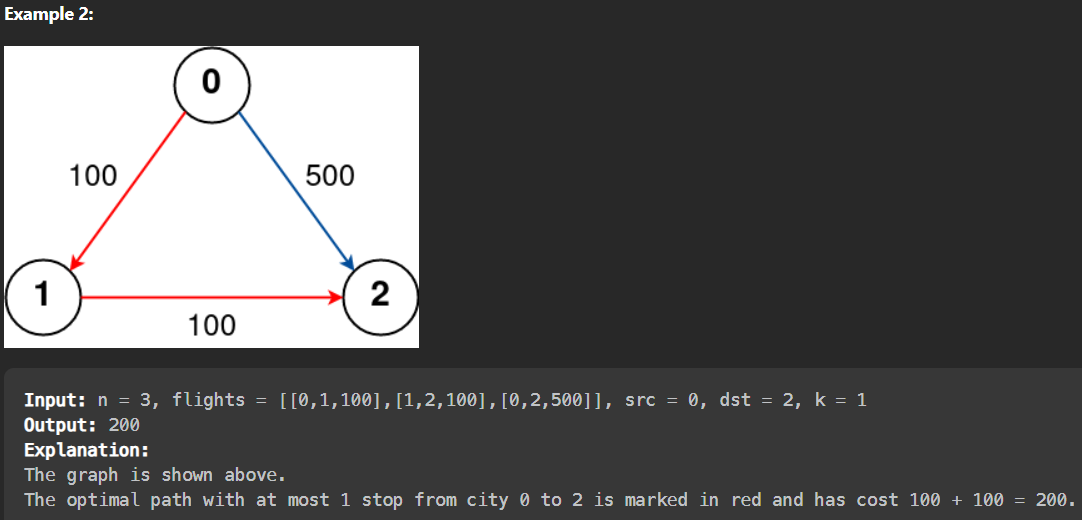 Example 2:
0
100
500
1
2
100
Input: n = 3, flights = [[0,1,100],[1,2,100],[0,2,500]], src = 0, dst = 2, k = 1
Output: 200
Explanation:
The graph is shown above.
The optimal path with at most 1 stop from city 0 to 2 is marked in red and has cost 100 + 100 = 200.